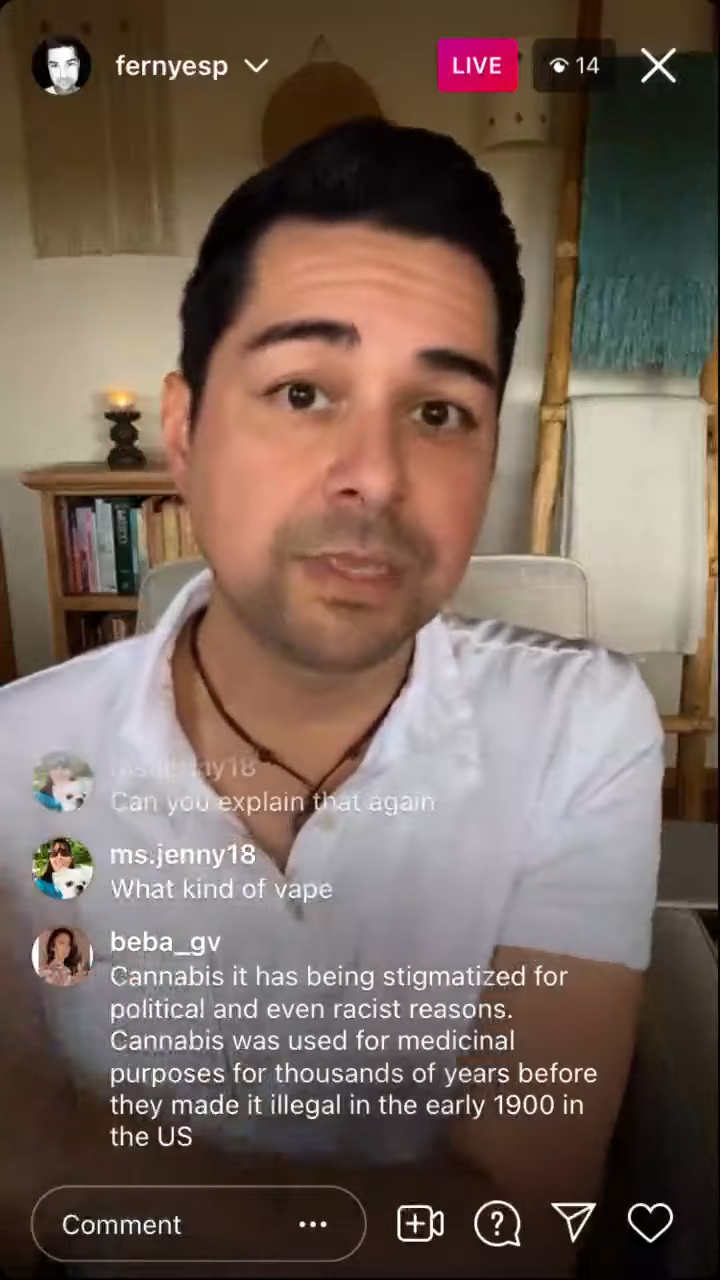 fernyesp
LIVE
14
ms.jenny18
Can you explain that again
ms.jenny18
What kind of vape
beba_gv
Cannabis it has being stigmatized for
political and even racist reasons.
Cannabis was used for medicinal
purposes for thousands of years before
they made it illegal in the early 1900 in
the US
Comment